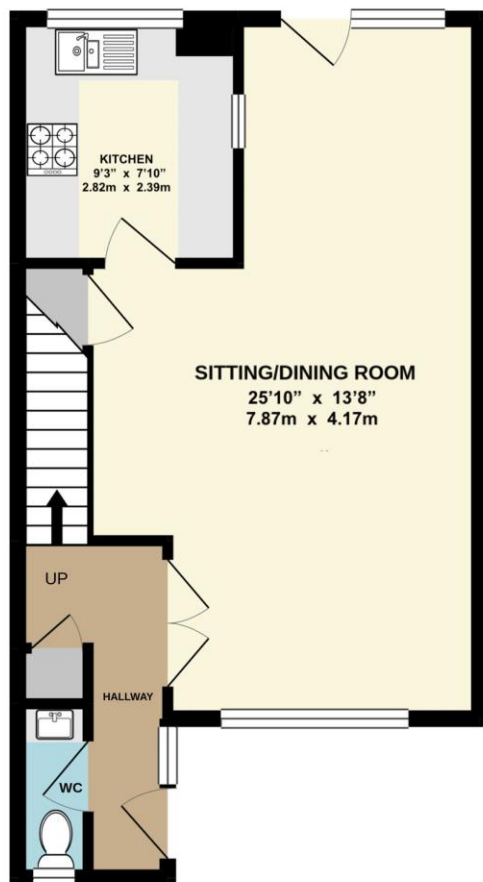 KITCHEN
9'3" x 7'10"
2.82m x 2.39m
SITTING/DINING ROOM
25'10" x 13'8"
7.87m x 4.17m
UP
HALLWAY
WC